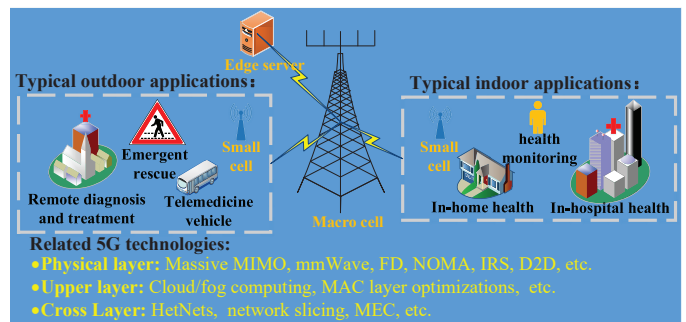 Edge server
Typical outdoor applications：
Typical indoor applications：
Emergent
rescue
Small
cell
Remote diagnosis
and treatment
Telemedicine
vehicle
Macro cell
Small
cell
health
monitoring
In-home health
In-hospital health
Related 5G technologies:
•Physical layer: Massive MIMO, mmWave, FD, NOMA, IRS, D2D, etc.
•Upper layer: Cloud/fog computing, MAC layer optimizations, etc.
•Cross Layer: HetNets, network slicing, MEC, etc.